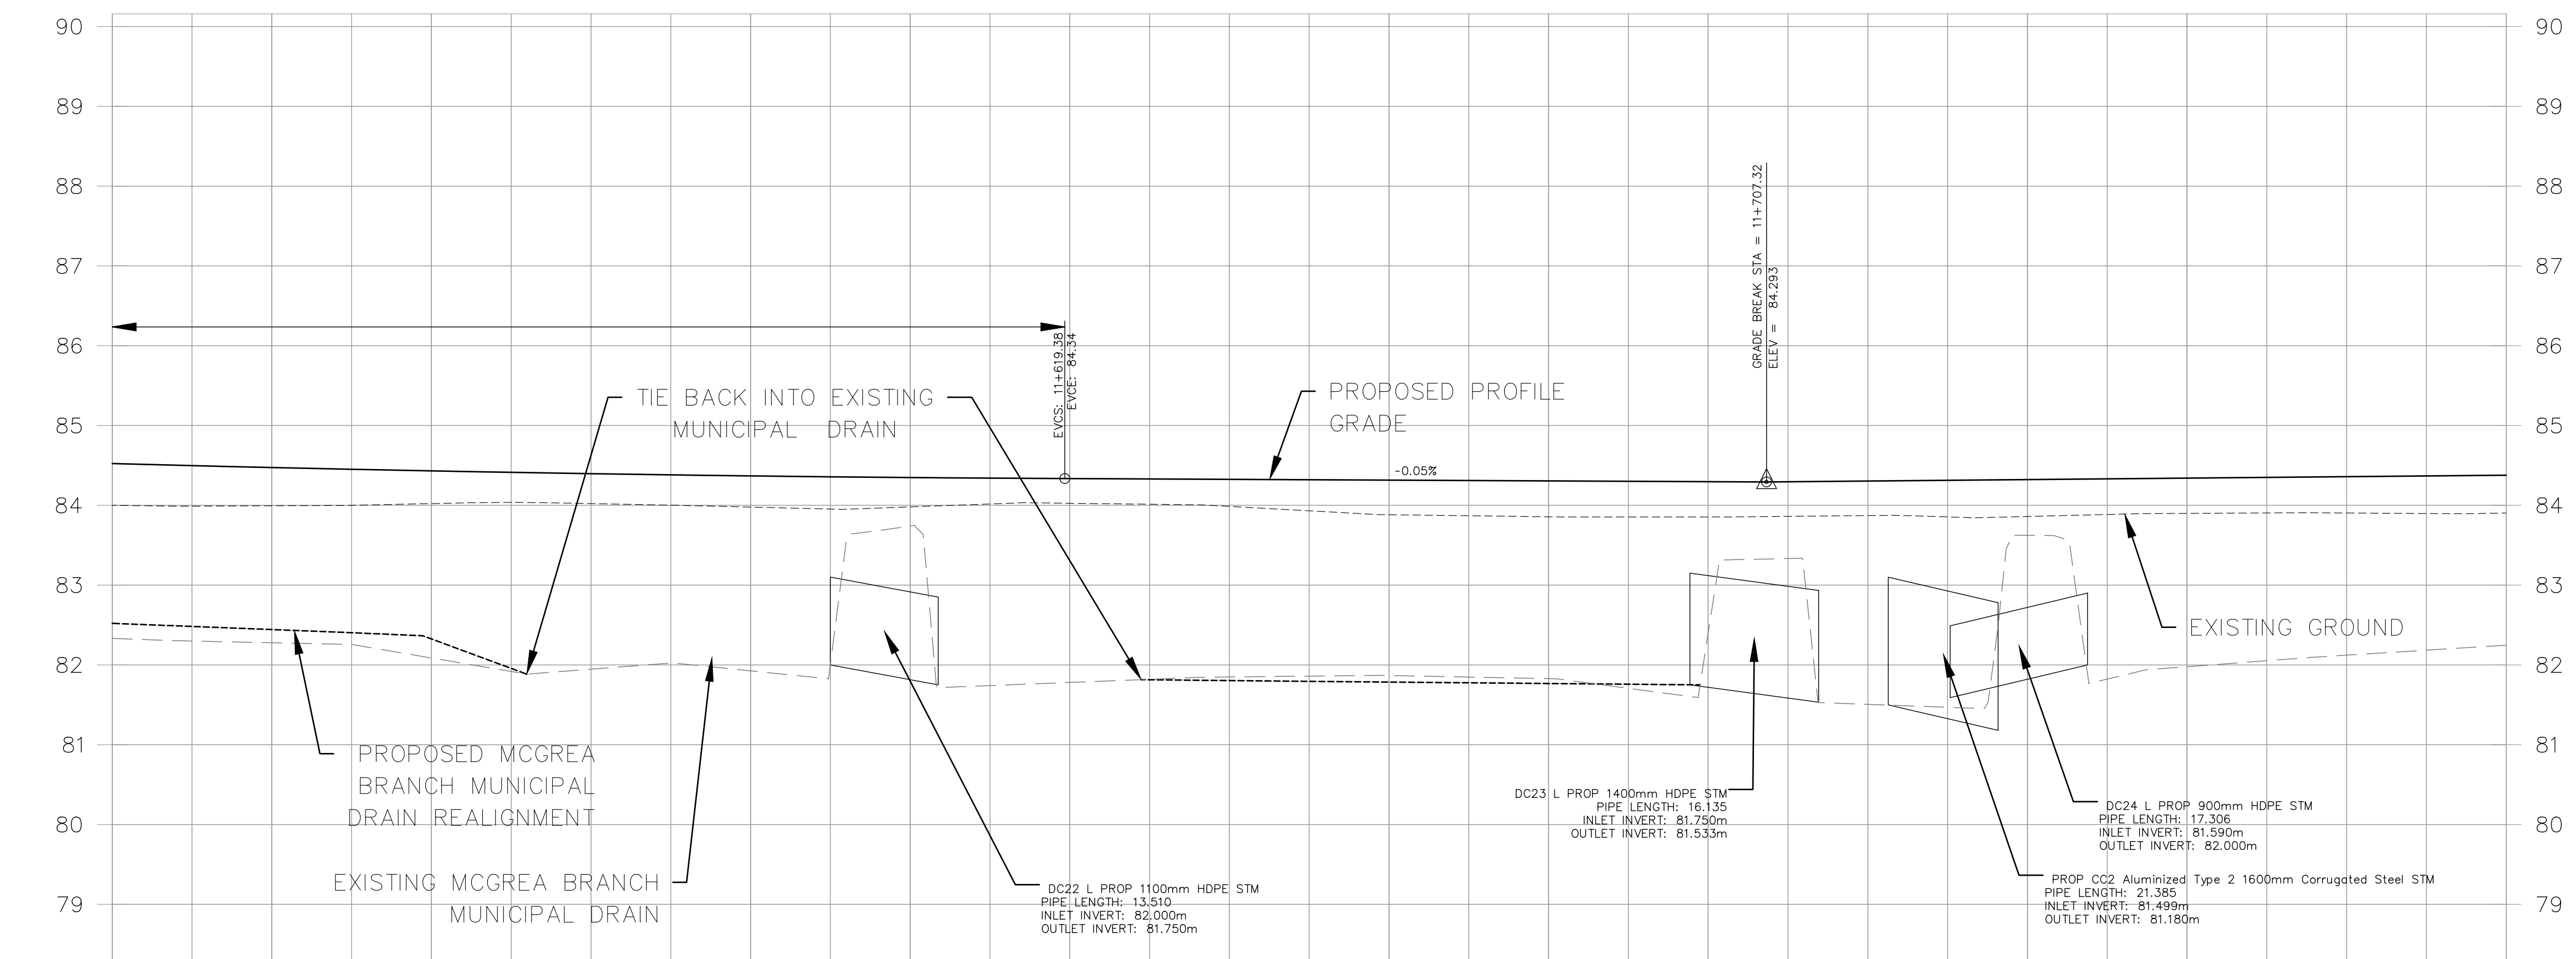 90
89
88
87
86
85
84
83
82
81
80
79
90
89
88
87
86
85
84
83
82
81
80
79
EVCS: 11+619.38
EVCE: 84.34
GRADE BREAK STA = 11+707.32
ELEV = 84.293
TIE BACK INTO EXISTING
MUNICIPAL DRAIN
PROPOSED PROFILE
GRADE
-0.05%
EXISTING GROUND
PROPOSED MCGREA
BRANCH MUNICIPAL
DRAIN REALIGNMENT
EXISTING MCGREA BRANCH
MUNICIPAL DRAIN
DC22 L PROP 1100mm HDPE STM
PIPE LENGTH: 13.510
INLET INVERT: 82.000m
OUTLET INVERT: 81.750m
DC23 L PROP 1400mm HDPE STM
PIPE LENGTH: 16.135
INLET INVERT: 81.750m
OUTLET INVERT: 81.533m
DC24 L PROP 900mm HDPE STM
PIPE LENGTH: 17.306
INLET INVERT: 81.590m
OUTLET INVERT: 82.000m
PROP CC2 Aluminized Type 2 1600mm Corrugated Steel STM
PIPE LENGTH: 21.385
INLET INVERT: 81.499m
OUTLET INVERT: 81.180m